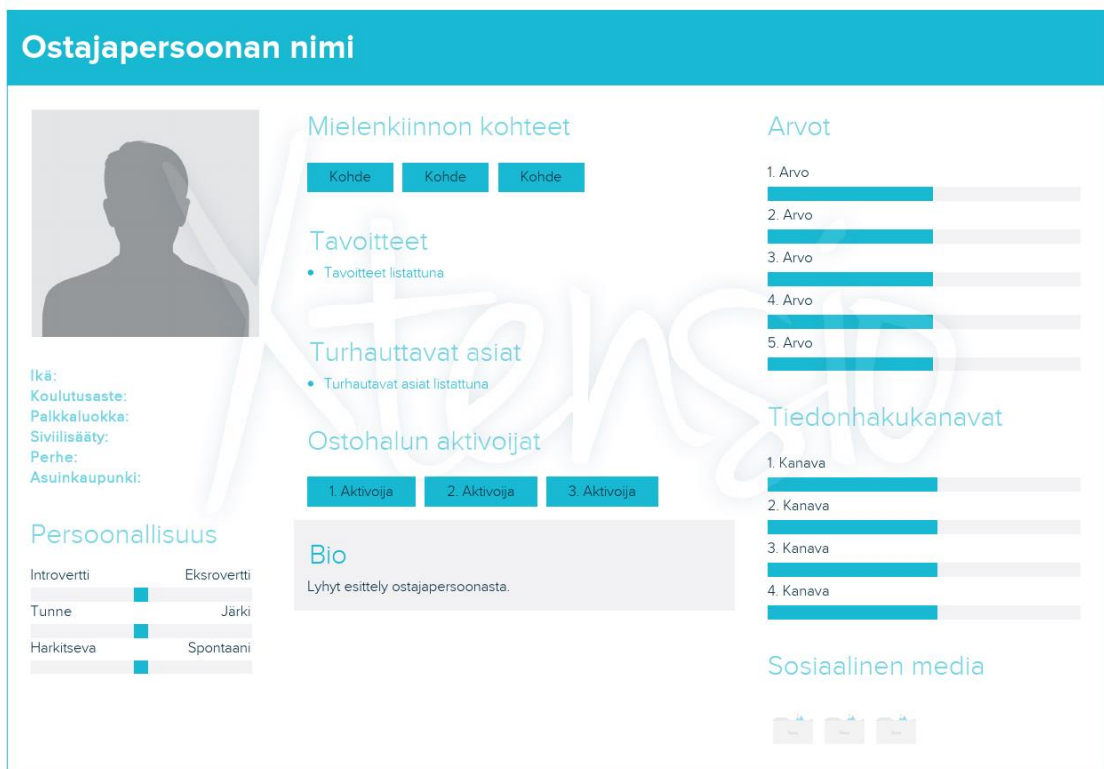 Ostajapersoonan nimi
Ikä:
Koulutusaste:
Palkkaluokka:
Siviilisääty:
Perhe:
Asuinkaupunki:
Persoonallisuus
Introvertti Eksrovertti
Tunne Järki
Harkitseva Spontaani
Mielenkiinnon kohteet
Kohde Kohde Kohde
Tavoitteet
• Tavoitteet listattuna
Turhauttavat asiat
• Turhautavat asiat listattuna
Ostohalun aktivoijat
1. Aktivoija 2. Aktivoija 3. Aktivoija
Bio
Lyhyt esittely ostajapersoonasta.
Arvot
1. Arvo
2. Arvo
3. Arvo
4. Arvo
5. Arvo
Tiedonhakukanavat
1. Kanava
2. Kanava
3. Kanava
4. Kanava
Sosiaalinen media
Xtensio